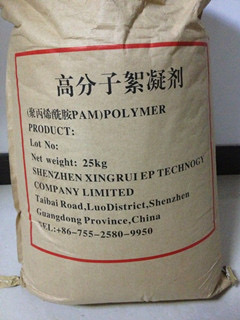 高分子絮凝剂
(聚丙烯酰胺PAM)POLYMER
PRODUCT:
Lot No:
Net weight: 25kg
SHENZHEN XINGRUI EP TECHNOGY
COMPANY LIMITED
Taibai Road,LuoDistrict,Shenzhen
Guangdong Province,China
TEL:+86-755-2580-9950